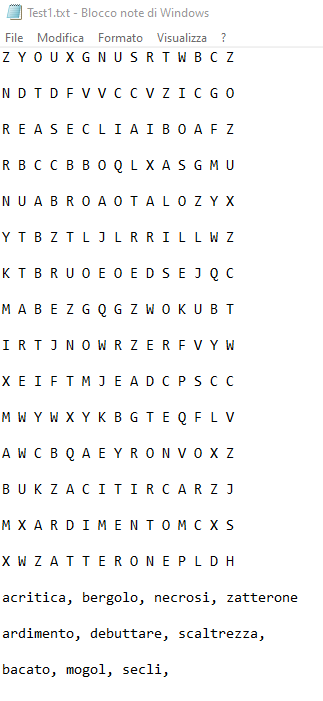 Test1.txt - Blocco note di Windows
File Modifica Formato Visualizza ?
Z Y O U X G N U S R T W B C Z
N D T D F V V C C V Z I C G O
R E A S E C L I A I B O A F Z
R B C C B B O Q L X A S G M U
N U A B R O A O T A L O Z Y X
Y T B Z T L J L R R I L L W Z
K T B R U O E O E D S E J Q C
M A B E Z G Q G Z W O K U B T
I R T J N O W R Z E R F V Y W
X E I F T M J E A D C P S C C
M W Y W X Y K B G T E Q F L V
A W C B Q A E Y R O N V O X Z
B U K Z A C I T I R C A R Z J
M X A R D I M E N T O M C X S
X W Z A T T E R O N E P L D H
acritica, bergolo, necrosi, zatterone
ardimento, debuttare, scaltrezza,
bacato, mogol, secli,